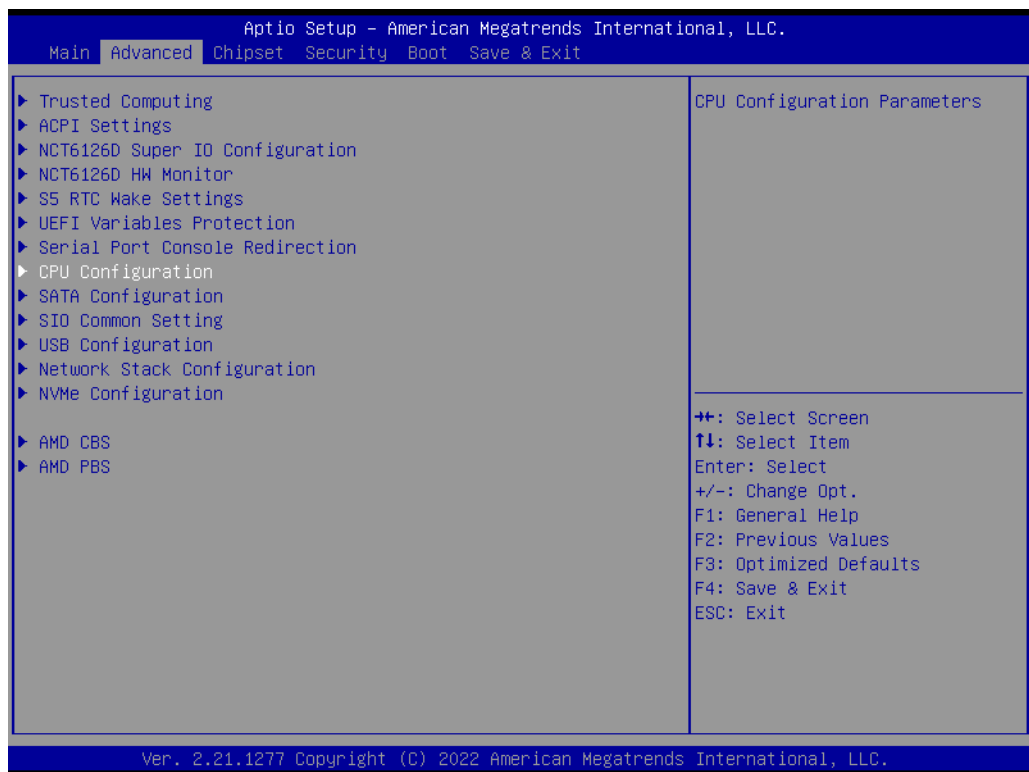 Aptio Setup – American Megatrends International, LLC.
Main Advanced Chipset Security Boot Save & Exit
Trusted Computing
ACPI Settings
NCT6126D Super IO Configuration
NCT6126D HW Monitor
S5 RTC Wake Settings
UEFI Variables Protection
Serial Port Console Redirection
CPU Configuration
SATA Configuration
SIO Common Setting
USB Configuration
Network Stack Configuration
NVMe Configuration
AMD CBS
AMD PBS
CPU Configuration Parameters
→←: Select Screen
↑↓: Select Item
Enter: Select
+/-: Change Opt.
F1: General Help
F2: Previous Values
F3: Optimized Defaults
F4: Save & Exit
ESC: Exit
Ver. 2.21.1277 Copyright (C) 2022 American Megatrends International, LLC.